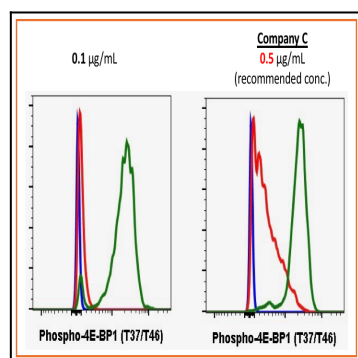 0.1 µg/mL
Company C
0.5 µg/mL
(recommended conc.)
Phospho-4E-BP1 (T37/T46)
Phospho-4E-BP1 (T37/T46)